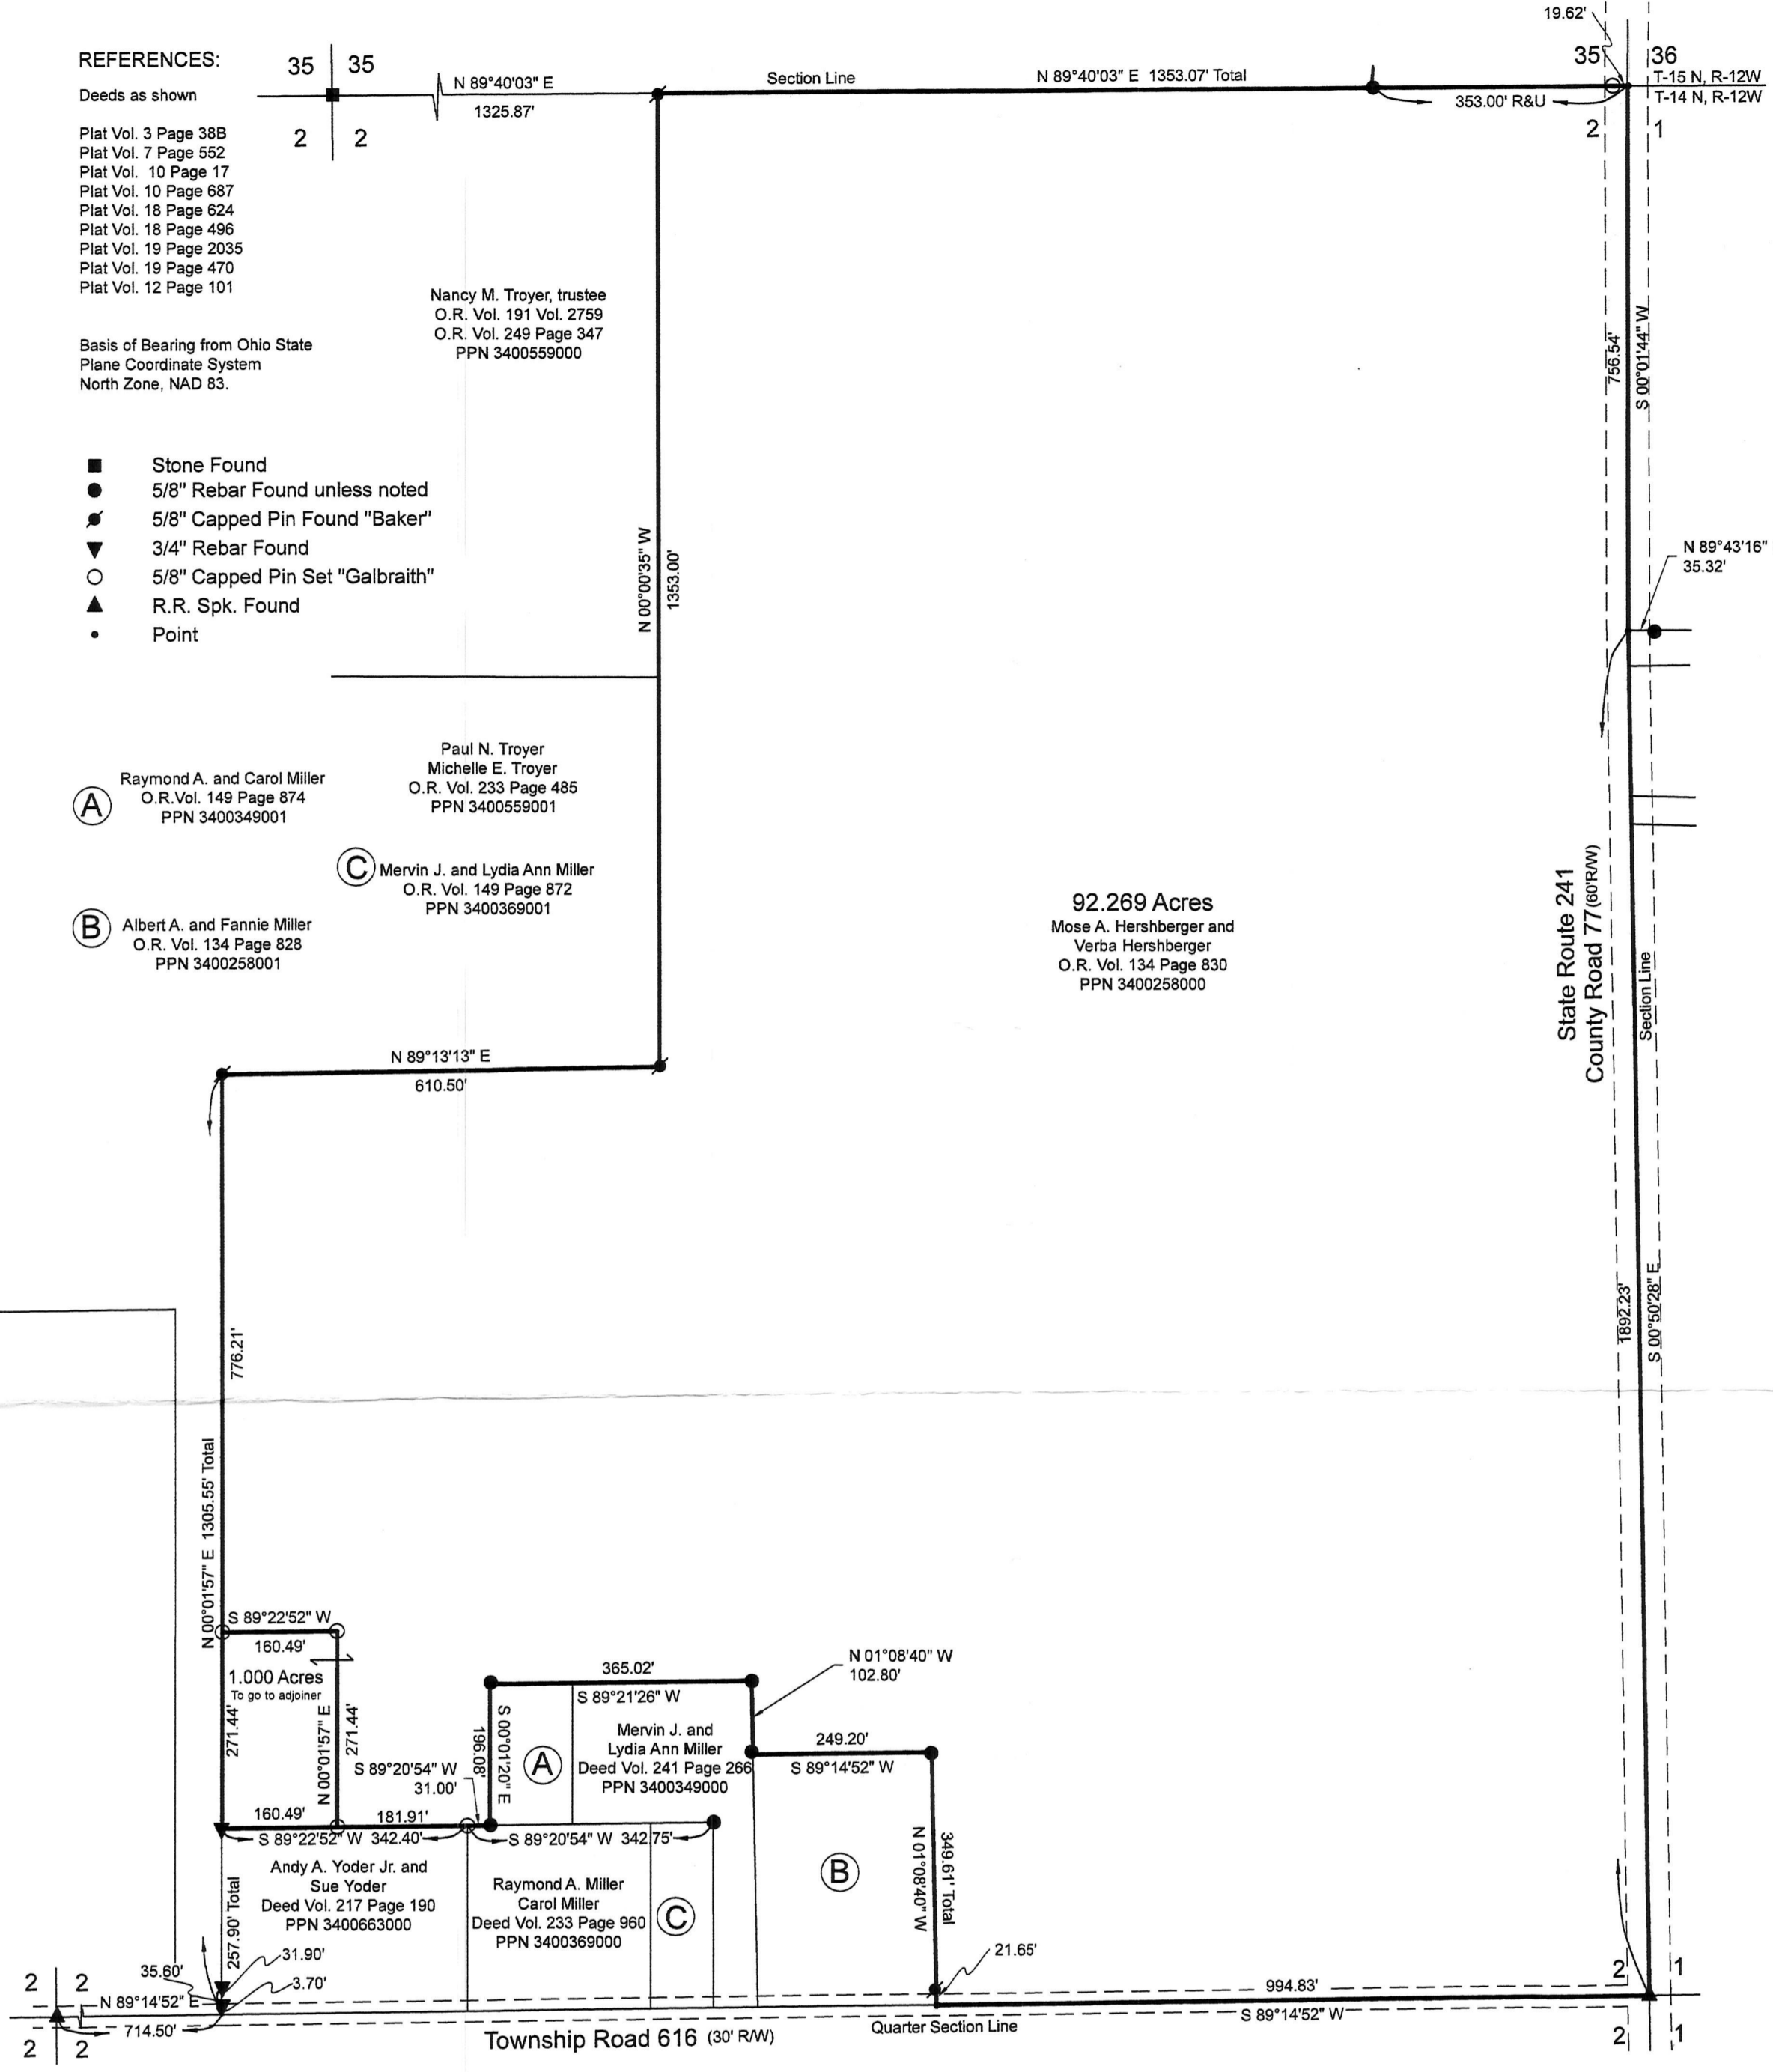 19.62'
REFERENCES:
35 35
35 36
N 89°40'03" E
Section Line
N 89°40'03" E 1353.07' Total
T-15 N, R-12W
Deeds as shown
353.00' R&U
T-14 N, R-12W
1325.87'
2 1
2 2
Plat Vol. 3 Page 38B
Plat Vol. 7 Page 552
Plat Vol. 10 Page 17
Plat Vol. 10 Page 687
Plat Vol. 18 Page 624
Plat Vol. 18 Page 496
Plat Vol. 19 Page 2035
Plat Vol. 19 Page 470
Plat Vol. 12 Page 101
Nancy M. Troyer, trustee
O.R. Vol. 191 Vol. 2759
O.R. Vol. 249 Page 347
PPN 3400559000
Basis of Bearing from Ohio State
Plane Coordinate System
North Zone, NAD 83.
756.54'
S 00°01'44" W
Stone Found
5/8" Rebar Found unless noted
5/8" Capped Pin Found "Baker"
3/4" Rebar Found
5/8" Capped Pin Set "Galbraith"
R.R. Spk. Found
Point
N 00°00'35" W
1353.00'
N 89°43'16"
35.32'
Paul N. Troyer
Michelle E. Troyer
O.R. Vol. 233 Page 485
PPN 3400559001
A
Raymond A. and Carol Miller
O.R.Vol. 149 Page 874
PPN 3400349001
C
Mervin J. and Lydia Ann Miller
O.R. Vol. 149 Page 872
PPN 3400369001
B
Albert A. and Fannie Miller
O.R. Vol. 134 Page 828
PPN 3400258001
92.269 Acres
Mose A. Hershberger and
Verba Hershberger
O.R. Vol. 134 Page 830
PPN 3400258000
State Route 241
County Road 77(60'R/W)
Section Line
N 89°13'13" E
610.50'
776.21'
1892.23'
S 00°50'28" E
N 00°01'57" E 1305.55' Total
S 89°22'52" W
160.49'
1.000 Acres
To go to adjoiner
271.44'
N 00°01'57" E
271.44'
365.02'
S 89°21'26" W
N 01°08'40" W
102.80'
196.08'
S 00°01'20" E
A
Mervin J. and
Lydia Ann Miller
Deed Vol. 241 Page 266
PPN 3400349000
249.20'
S 89°14'52" W
S 89°20'54" W
31.00'
160.49'
181.91'
S 89°22'52" W 342.40'
S 89°20'54" W 342.75'
Andy A. Yoder Jr. and
Sue Yoder
Deed Vol. 217 Page 190
PPN 3400663000
Raymond A. Miller
Carol Miller
Deed Vol. 233 Page 960
PPN 3400369000
C
B
N 01°08'40" W
349.61' Total
257.90' Total
31.90'
35.60'
3.70'
21.65'
2 2
N 89°14'52" E
714.50'
2 2
994.83'
S 89°14'52" W
2 1
Township Road 616 (30' R/W)
Quarter Section Line
2 1